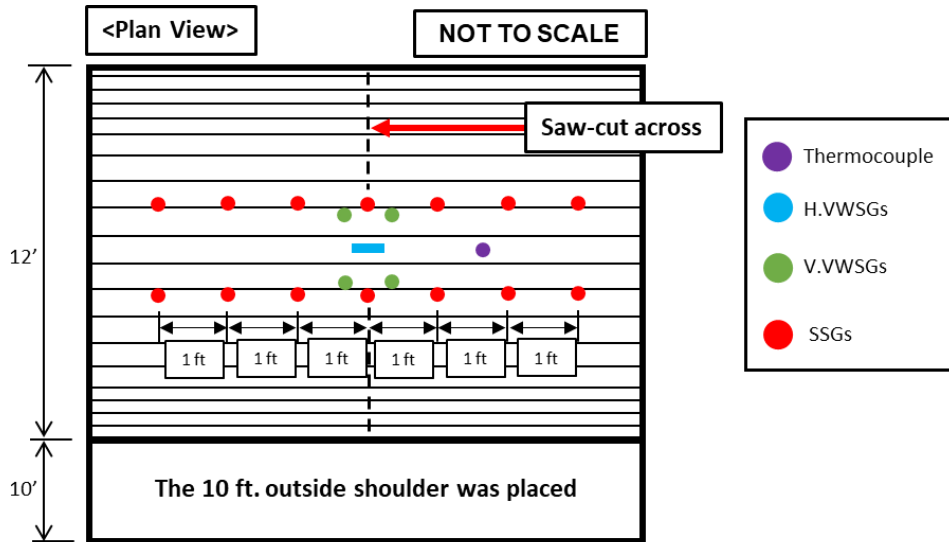 <Plan View>
NOT TO SCALE
Saw-cut across
Thermocouple
H.VWSGs
V.VWSGs
SSGs
12’
1 ft
1 ft
1 ft
1 ft
1 ft
1 ft
10’
The 10 ft. outside shoulder was placed